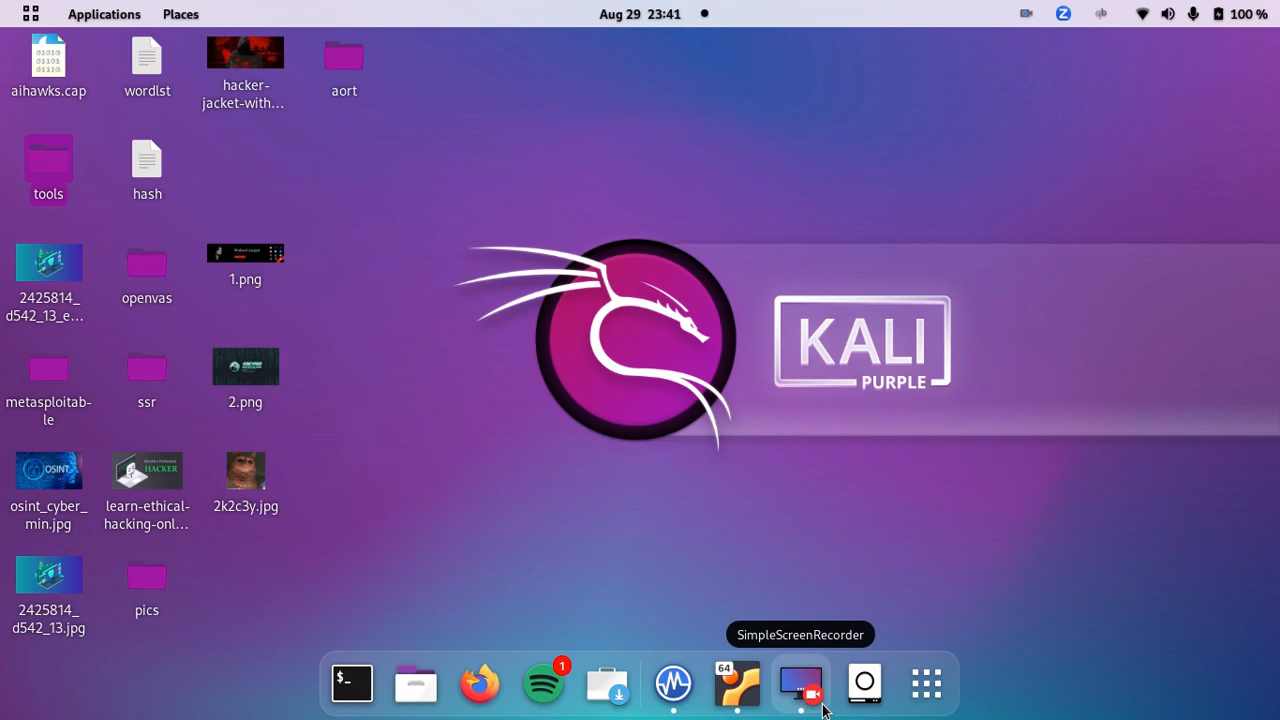 Applications Places Aug 29 23:41 Z 100 %
aihawks.cap wordlst hacker-
jacket-with... aort
tools hash
2425814_
d542_13_e... openvas 1.png
metasploitab-
le ssr 2.png
OSINT HACKER
osint_cyber_
min.jpg learn-ethical-
hacking-onl... 2k2c3y.jpg
2425814_
d542_13.jpg pics
KALI
PURPLE
SimpleScreenRecorder
$_ 1 64